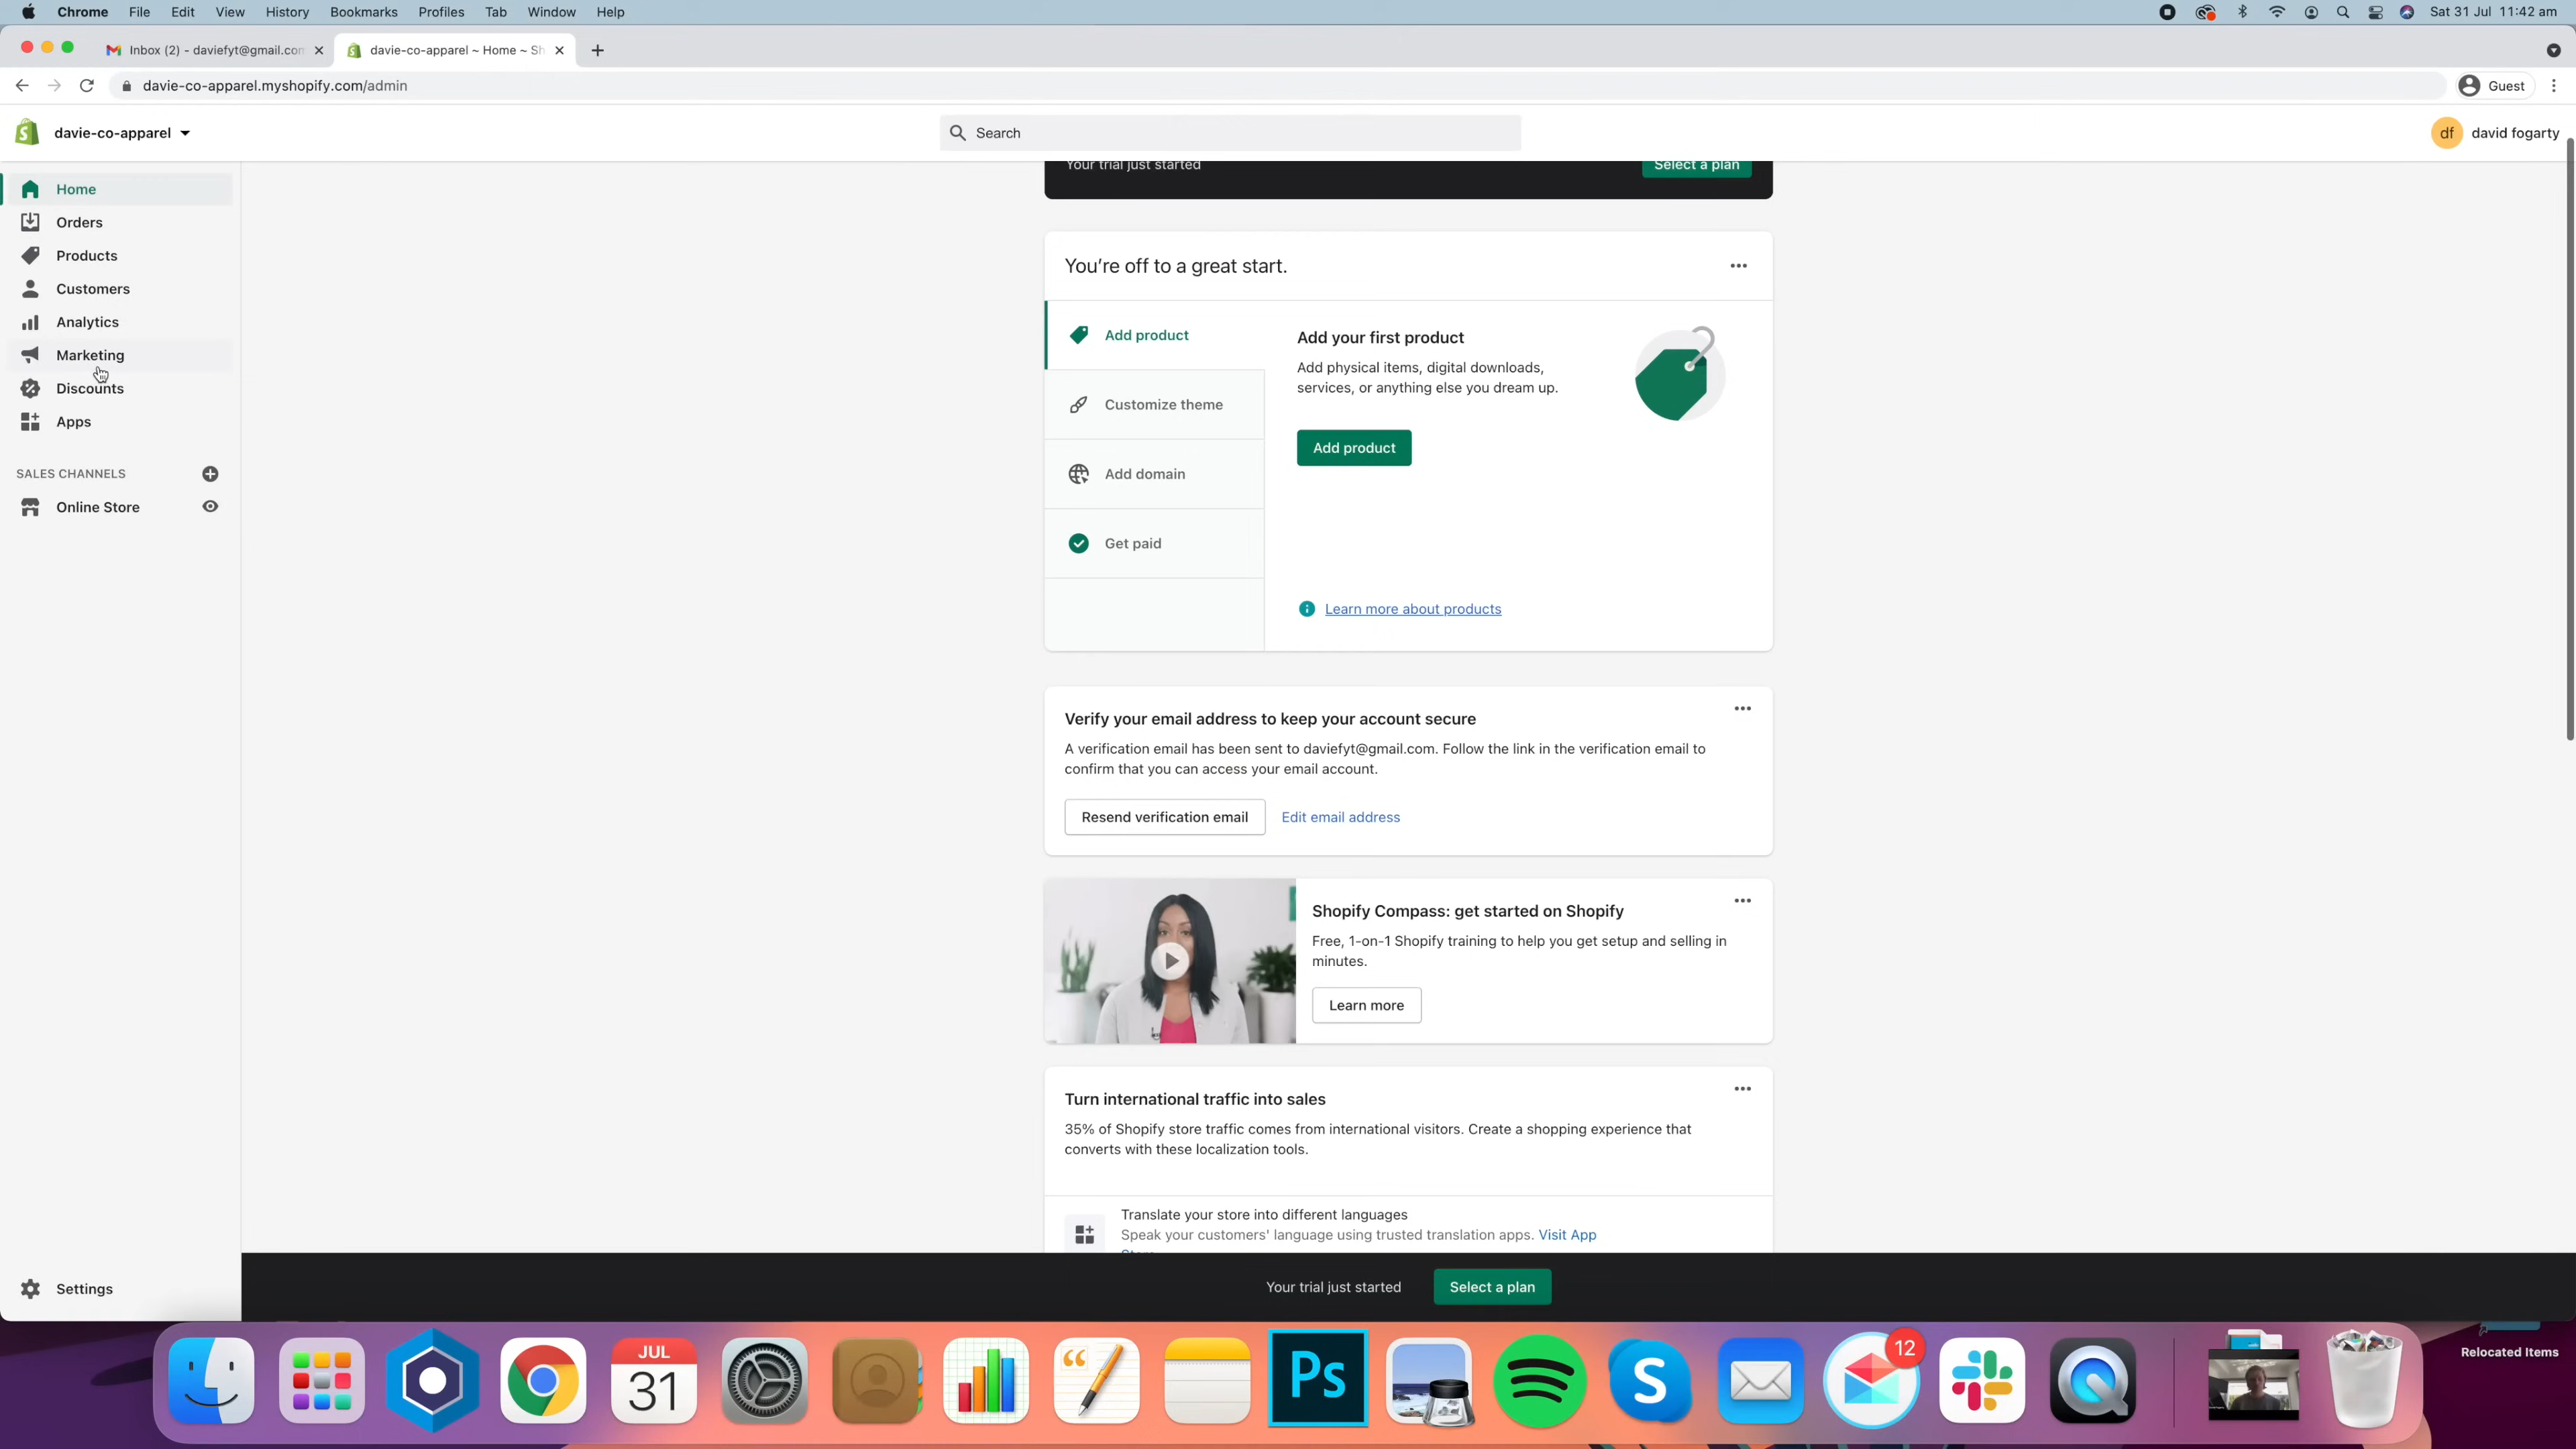 Chrome File Edit View History Bookmarks Profiles Tab Window Help Sat 31 Jul 11:42 am
Inbox (2) - daviefyt@gmail.com davie-co-apparel ~ Home ~ Sh
davie-co-apparel.myshopify.com/admin Guest
davie-co-apparel Search df david fogarty
Home
Orders
Products
Customers
Analytics
Marketing
Discounts
Apps
SALES CHANNELS
Online Store
Settings
Your trial just started Select a plan
You're off to a great start.
Add product
Customize theme
Add domain
Get paid
Add your first product
Add physical items, digital downloads,
services, or anything else you dream up.
Add product
Learn more about products
Verify your email address to keep your account secure
A verification email has been sent to daviefyt@gmail.com. Follow the link in the verification email to
confirm that you can access your email account.
Resend verification email Edit email address
Shopify Compass: get started on Shopify
Free, 1-on-1 Shopify training to help you get setup and selling in
minutes.
Learn more
Turn international traffic into sales
35% of Shopify store traffic comes from international visitors. Create a shopping experience that
converts with these localization tools.
Translate your store into different languages
Speak your customers' language using trusted translation apps. Visit App
Your trial just started Select a plan
JUL
31
Ps
S
12
Relocated Items